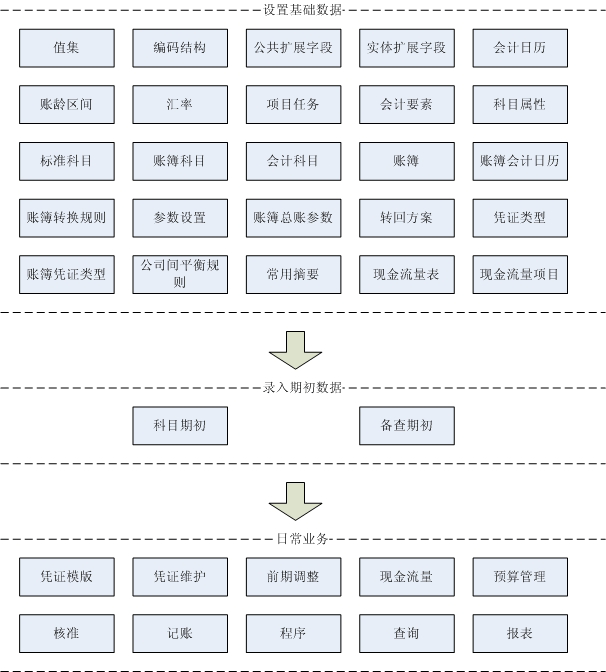 设置基础数据
值集
编码结构
公共扩展字段
实体扩展字段
会计日历
账龄区间
汇率
项目任务
会计要素
科目属性
标准科目
账簿科目
会计科目
账簿
账簿会计日历
账簿转换规则
参数设置
账簿总账参数
转回方案
凭证类型
账簿凭证类型
公司间平衡规
则
常用摘要
现金流量表
现金流量项目
录入期初数据
科目期初
备查期初
日常业务
凭证模版
凭证维护
前期调整
现金流量
预算管理
核准
记账
程序
查询
报表